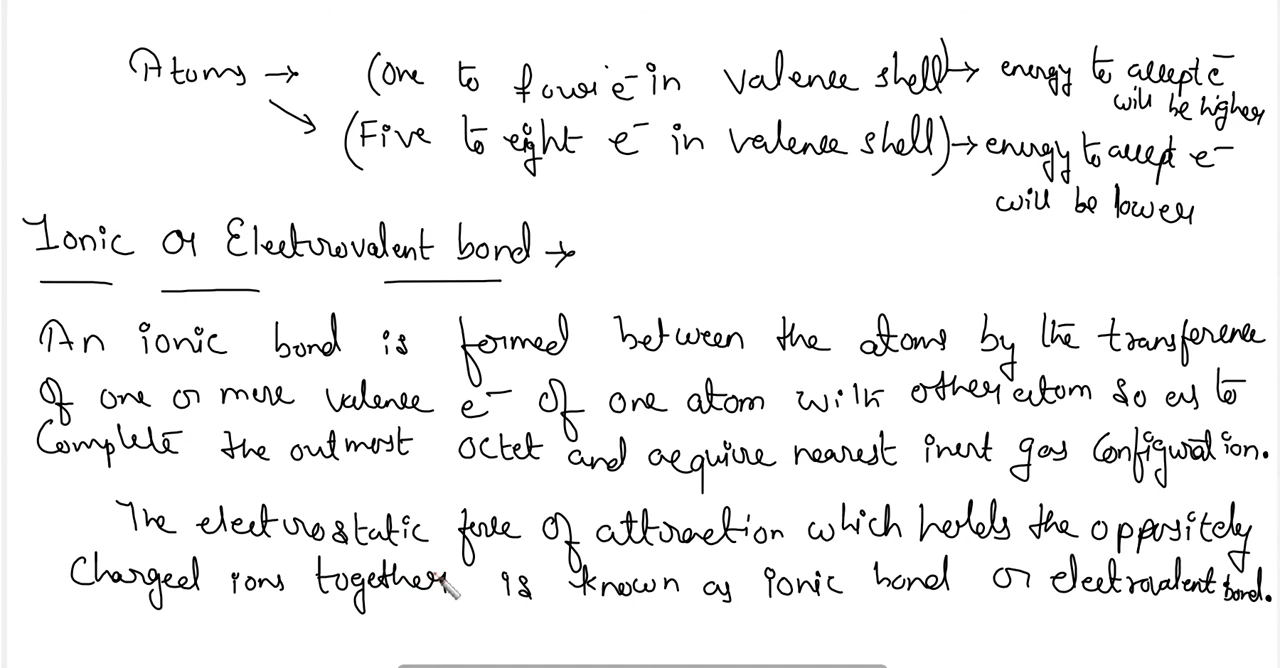 Atoms → (One to four e⁻ in valence shell) → energy to accept e⁻ will be higher
(Five to eight e⁻ in valence shell) → energy to accept e⁻ will be lower
Ionic or Electrovalent bond →
An ionic bond is formed between the atoms by the transference
of one or more valence e⁻ of one atom with other atom so as to
Complete the outmost octet and acquire nearest inert gas configuration.
The electrostatic force of attraction which holds the oppositely
Charged ions together is known as ionic bond or electrovalent bond.